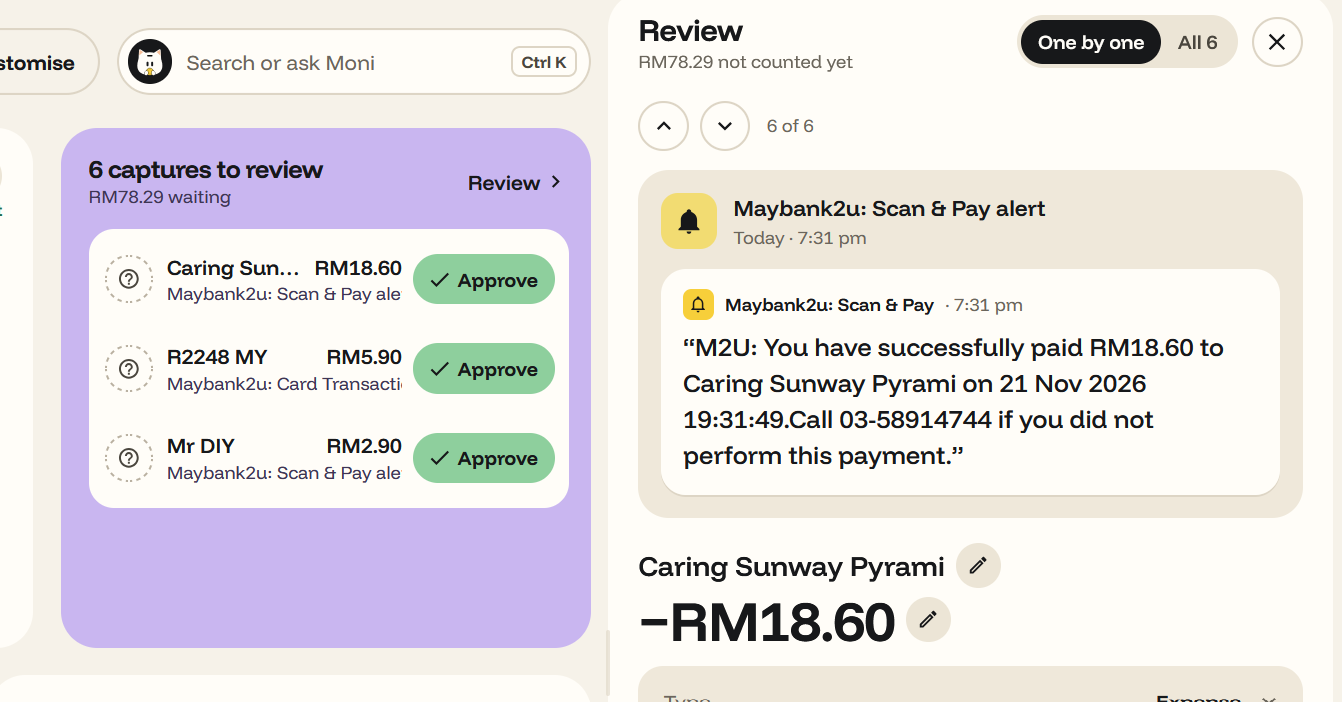 stomise
Search or ask Moni
Ctrl K
6 captures to review
RM78.29 waiting
Review
Caring Sun... RM18.60
Maybank2u: Scan & Pay ale
Approve
R2248 MY RM5.90
Maybank2u: Card Transacti
Approve
Mr DIY RM2.90
Maybank2u: Scan & Pay ale
Approve
Review
RM78.29 not counted yet
One by one
All 6
6 of 6
Maybank2u: Scan & Pay alert
Today · 7:31 pm
Maybank2u: Scan & Pay · 7:31 pm
“M2U: You have successfully paid RM18.60 to
Caring Sunway Pyrami on 21 Nov 2026
19:31:49.Call 03-58914744 if you did not
perform this payment.”
Caring Sunway Pyrami
−RM18.60
Type Expense